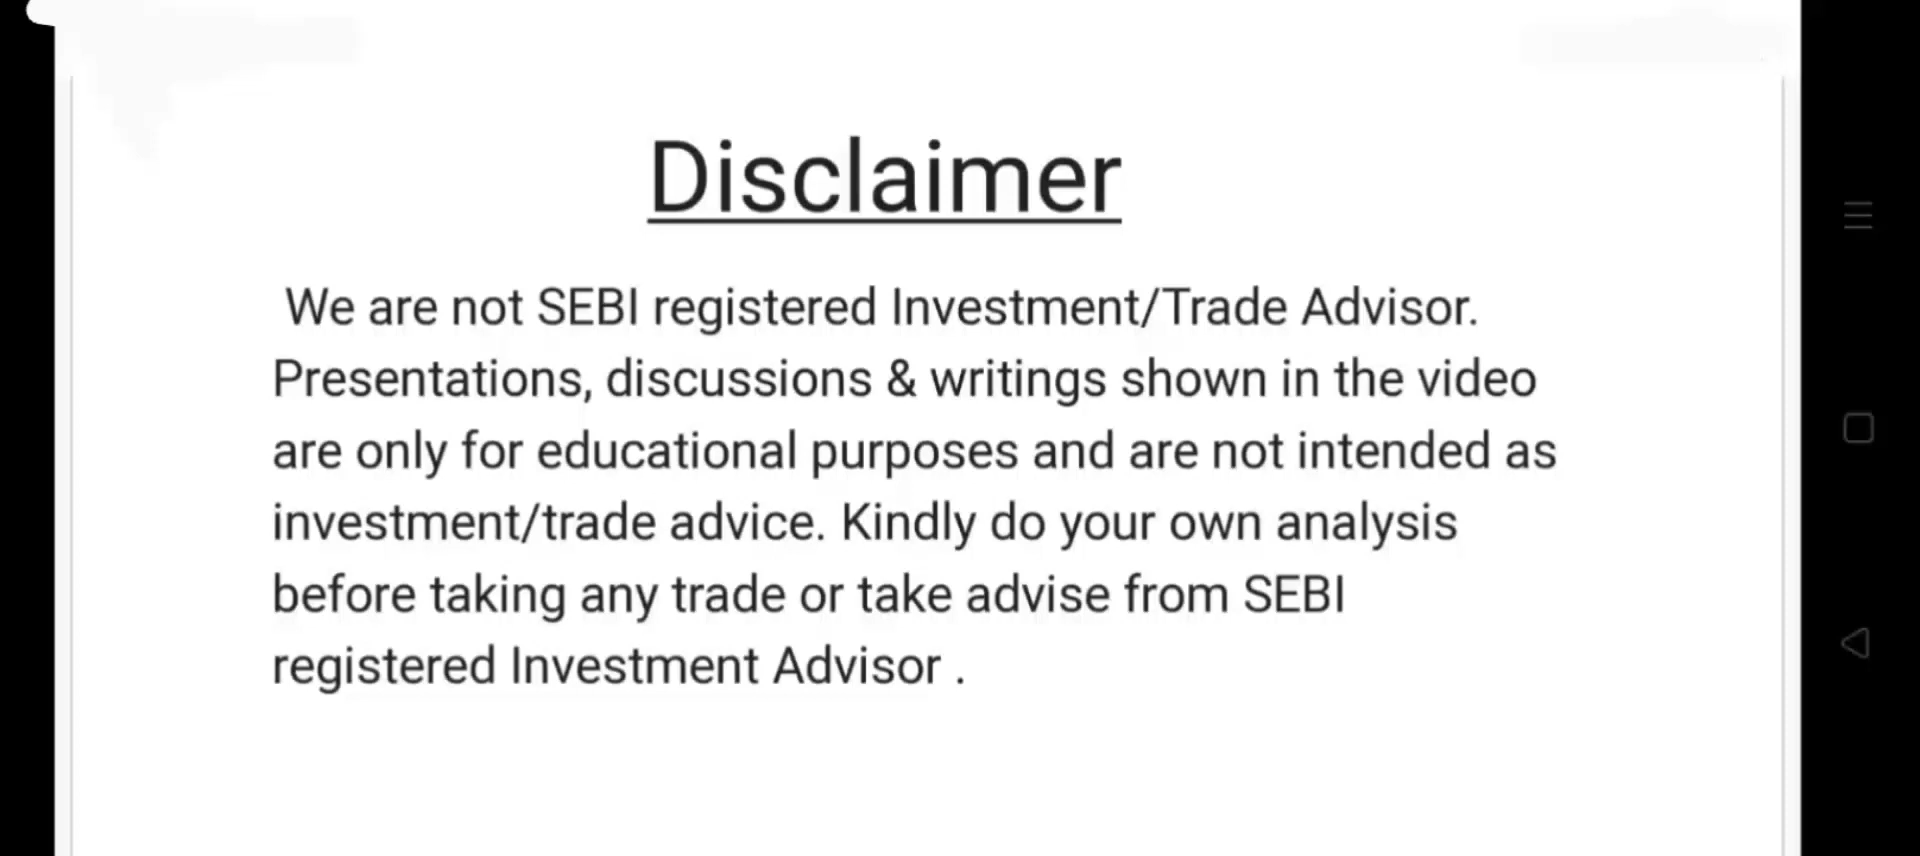 Disclaimer
We are not SEBI registered Investment/Trade Advisor.
Presentations, discussions & writings shown in the video
are only for educational purposes and are not intended as
investment/trade advice. Kindly do your own analysis
before taking any trade or take advise from SEBI
registered Investment Advisor .